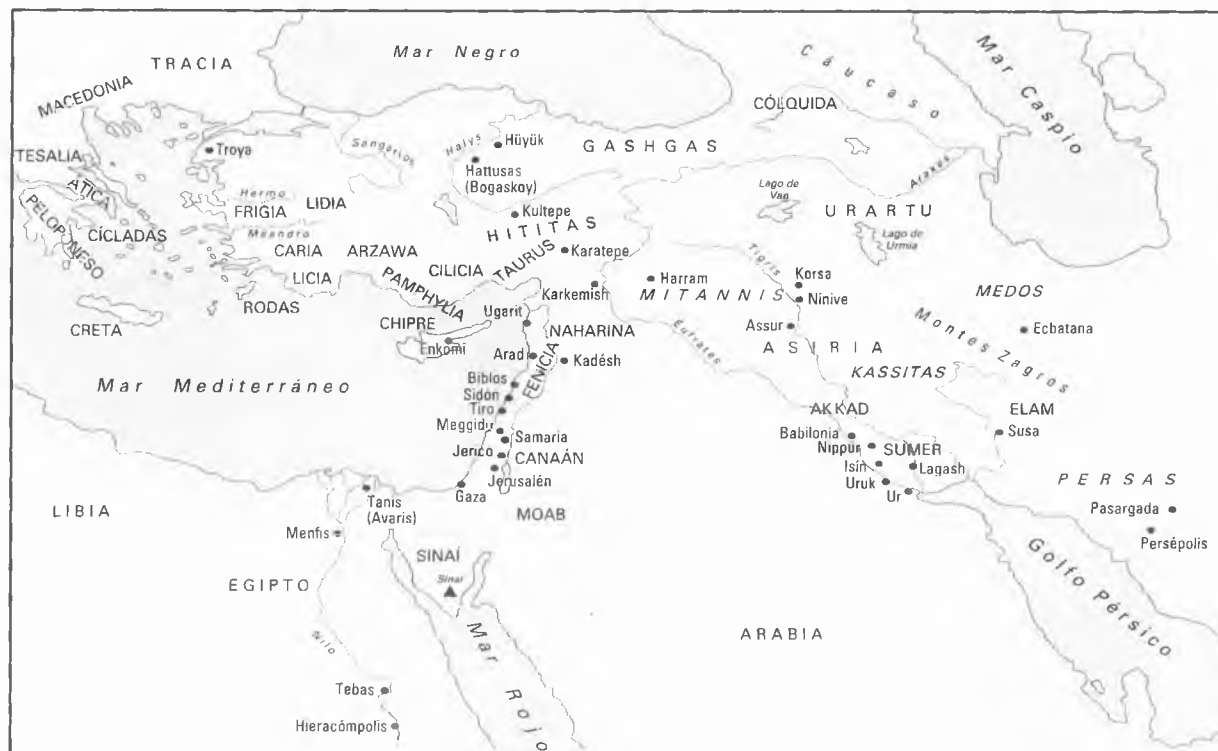 Mar Negro
Mar Caspio
Cáucaso
TRACIA
MACEDONIA
CÓLQUIDA
TESALIA
Troya
Sangarios
Halys
Hüyük
GASHGAS
Hattusas
(Bogaskoy)
Araxes
ATICA
Hermo
FRIGIA
LIDIA
Lago de
Van
URARTU
PELOPONESO
CÍCLADAS
Meandro
Kultepe
HITITAS
Lago de
Urmia
CARIA
ARZAWA
Karatepe
TAURUS
CILICIA
LICIA
PAMPHYLIA
Karkemish
Harram
Tigris
Korsa
MITANNIS
Nínive
MEDOS
RODAS
CRETA
CHIPRE
Enkomi
Ugarit
NAHARINA
Eufrates
Assur
ASIRIA
Montes Zagros
Ecbatana
Arad
FENICIA
Kadésh
KASSITAS
Mar Mediterráneo
Biblos
Sidón
Tiro
Meggido
Samaria
Jericó
CANAÁN
Jerusalén
Gaza
MOAB
AKKAD
Babilonia
Nippur
SUMER
Isín
Lagash
Uruk
Ur
ELAM
Susa
PERSAS
Pasargada
Persépolis
LIBIA
Tanis
(Avaris)
Menfis
SINAÍ
Sinai
EGIPTO
Nilo
Mar Rojo
ARABIA
Golfo Pérsico
Tebas
Hieracómpolis